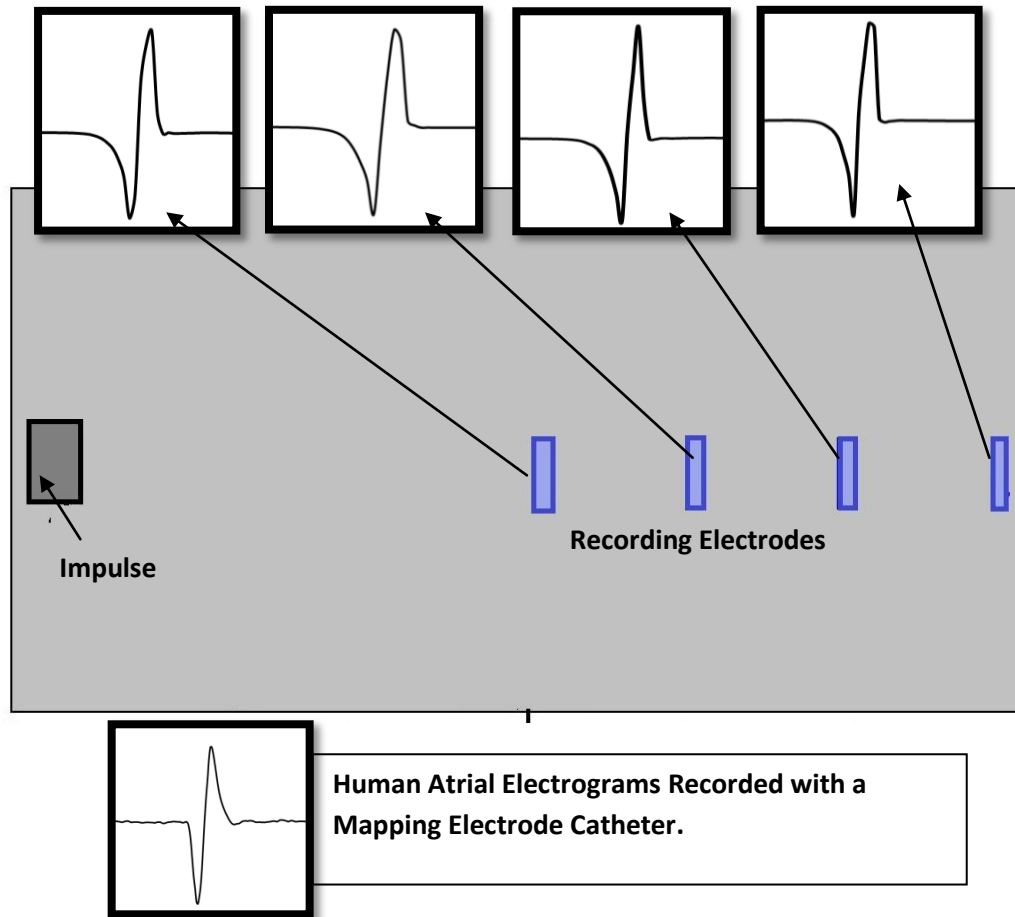 Recording Electrodes
Impulse
Human Atrial Electrograms Recorded with a
Mapping Electrode Catheter.